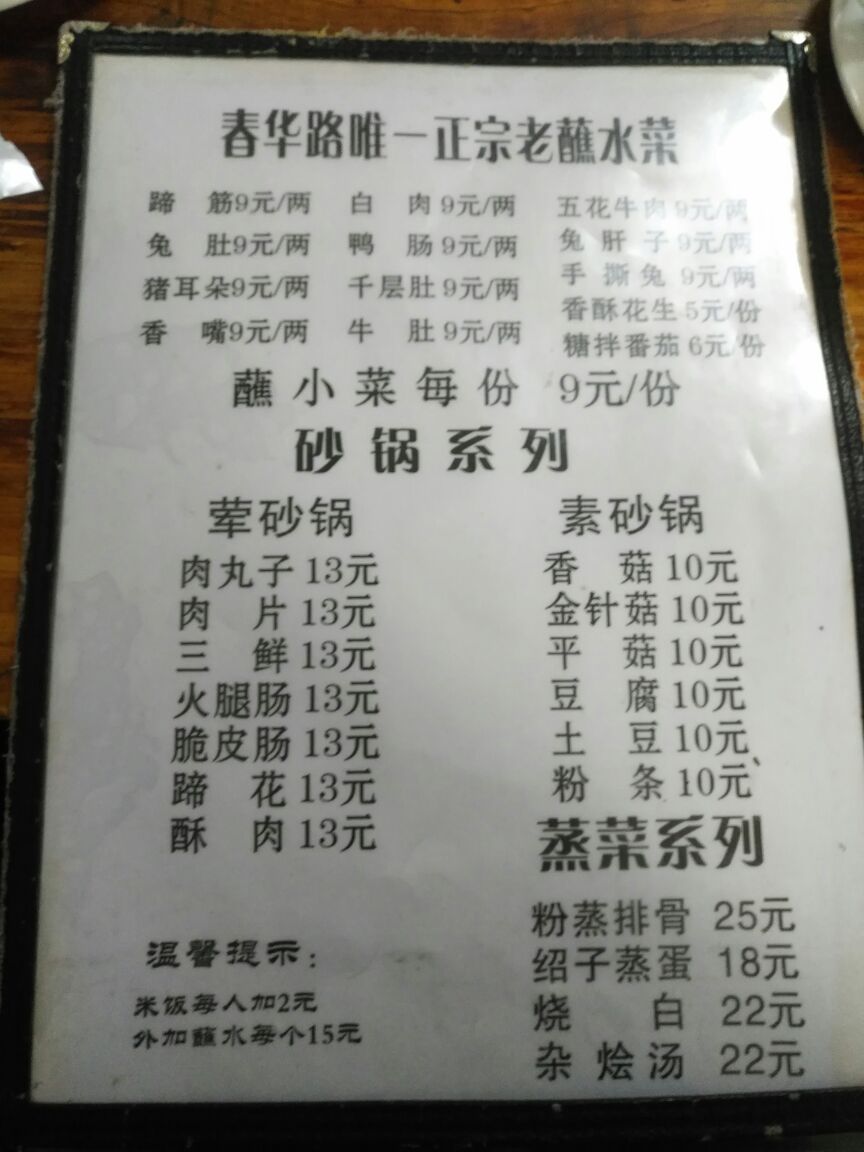 春华路唯一正宗老蘸水菜
蹄 筋9元/两 白 肉 9元/两 五花牛肉 9元/两
兔 肚9元/两 鸭 肠 9元/两 兔 肝 子 9元/两
猪耳朵9元/两 千层肚 9元/两 手 撕 兔 9元/两
香 嘴9元/两 牛 肚 9元/两 香酥花生 5元/份
糖拌番茄 6元/份
蘸小菜每份 9元/份
砂锅系列
荤砂锅 素砂锅
肉丸子 13元 香 菇 10元
肉 片 13元 金针菇 10元
三 鲜 13元 平 菇 10元
火腿肠 13元 豆 腐 10元
脆皮肠 13元 土 豆 10元
蹄 花 13元 粉 条 10元
酥 肉 13元
蒸菜系列
粉蒸排骨 25元
绍子蒸蛋 18元
烧 白 22元
杂 烩 汤 22元
温馨提示：
米饭每人加2元
外加蘸水每个15元